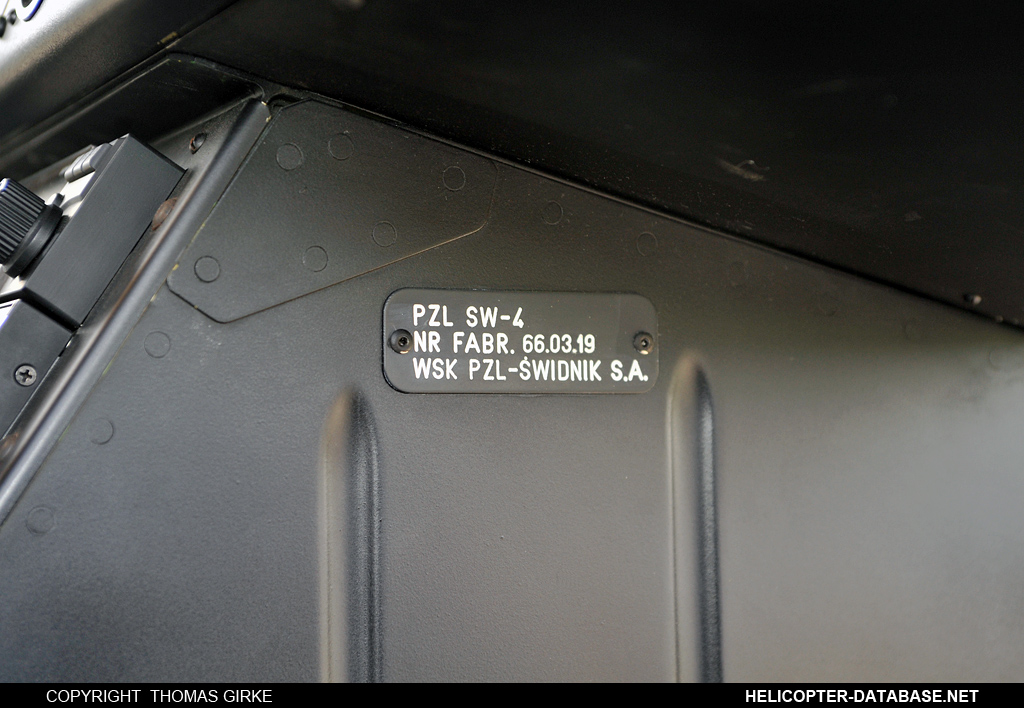 PZL SW-4
NR FABR. 66.03.19
WSK PZL-ŚWIDNIK S.A.
COPYRIGHT THOMAS GIRKE
HELICOPTER-DATABASE.NET